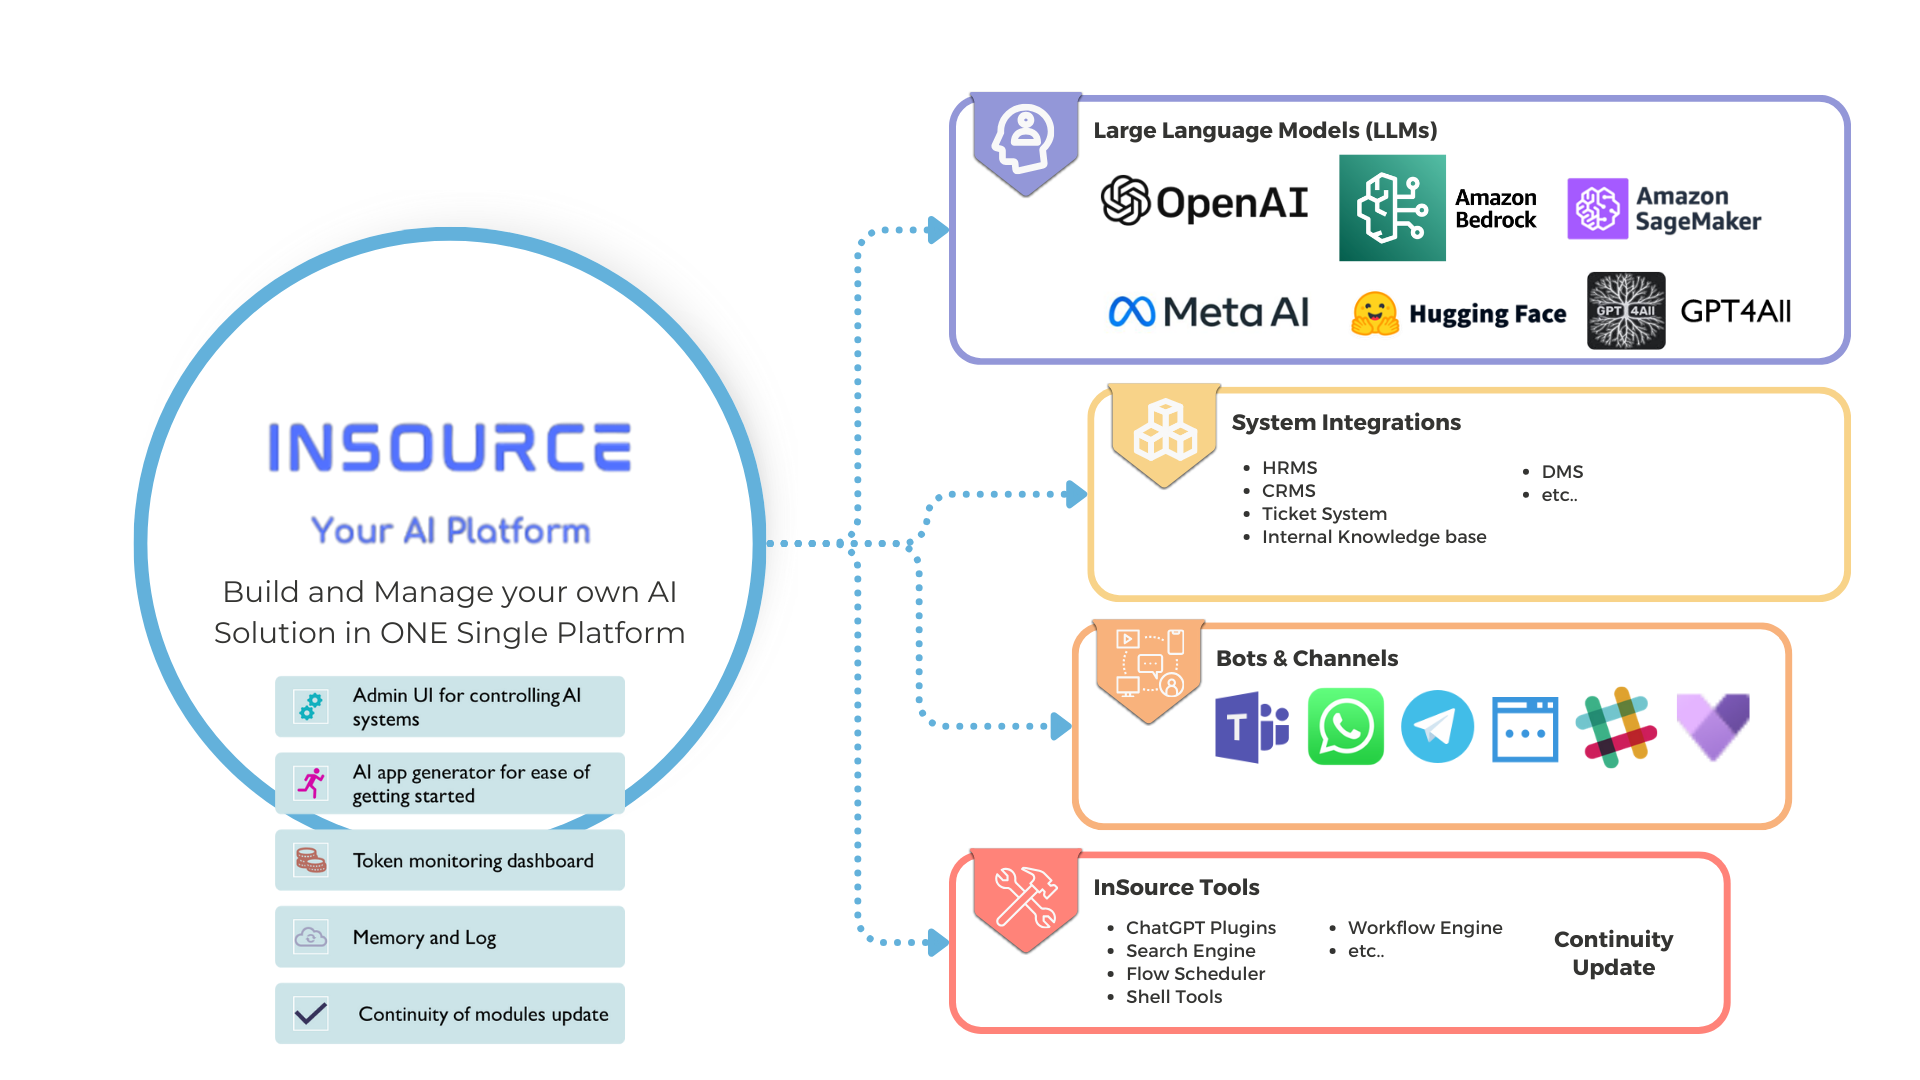 INSOURCE
Your AI Platform
Build and Manage your own AI
Solution in ONE Single Platform
Admin UI for controlling AI
systems
AI app generator for ease of
getting started
Token monitoring dashboard
Memory and Log
Continuity of modules update
Large Language Models (LLMs)
OpenAI
Amazon
Bedrock
Amazon
SageMaker
Meta AI
Hugging Face
GPT 4All
GPT4All
System Integrations
• HRMS
• CRMS
• Ticket System
• Internal Knowledge base
• DMS
• etc..
Bots & Channels
T
InSource Tools
• ChatGPT Plugins
• Search Engine
• Flow Scheduler
• Shell Tools
• Workflow Engine
• etc..
Continuity
Update